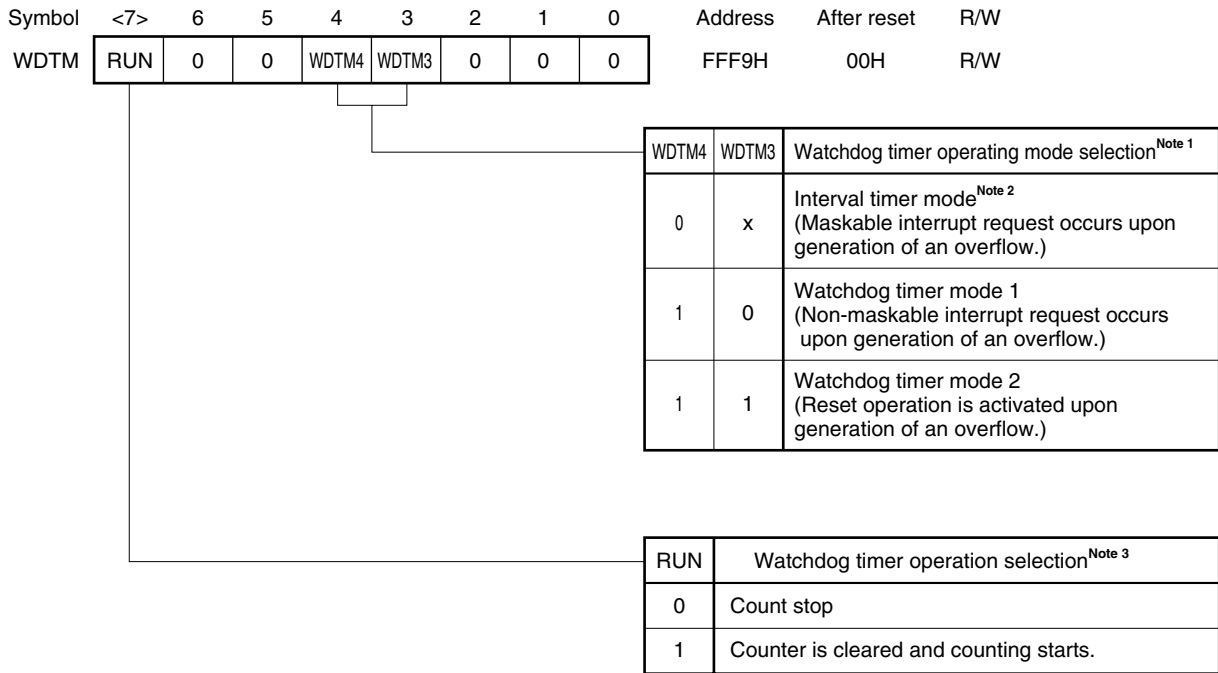 Symbol <7> 6 5 4 3 2 1 0 Address After reset R/W
WDTM RUN 0 0 WDTM4 WDTM3 0 0 0 FFF9H 00H R/W
WDTM4 WDTM3 Watchdog timer operating mode selection Note 1
0 x Interval timer mode Note 2
(Maskable interrupt request occurs upon
generation of an overflow.)
1 0 Watchdog timer mode 1
(Non-maskable interrupt request occurs
upon generation of an overflow.)
1 1 Watchdog timer mode 2
(Reset operation is activated upon
generation of an overflow.)
RUN Watchdog timer operation selection Note 3
0 Count stop
1 Counter is cleared and counting starts.